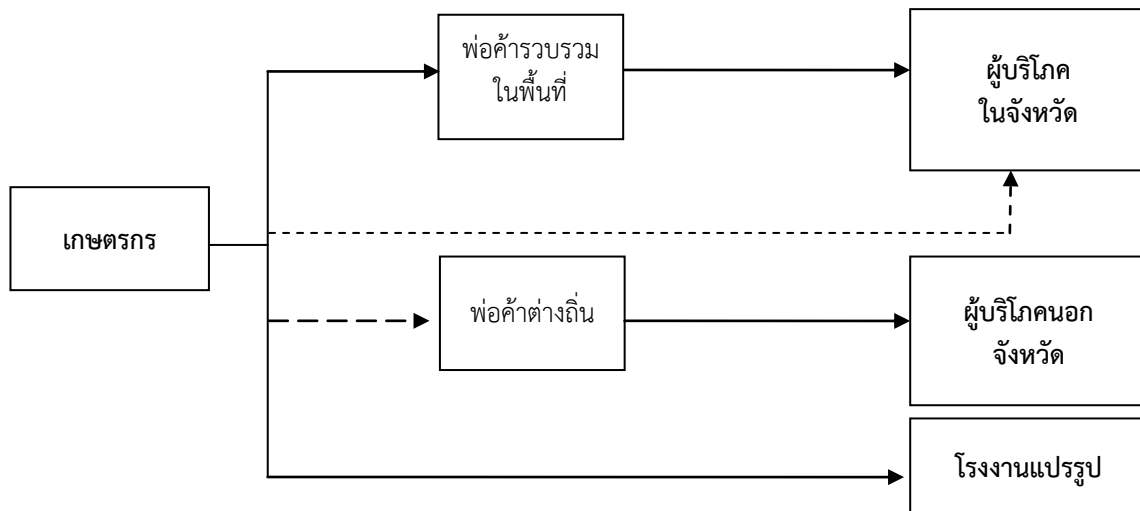 พ่อค้ารวบรวม
ในพื้นที่
ผู้บริโภค
ในจังหวัด
เกษตรกร
พ่อค้าต่างถิ่น
ผู้บริโภคนอก
จังหวัด
โรงงานแปรรูป